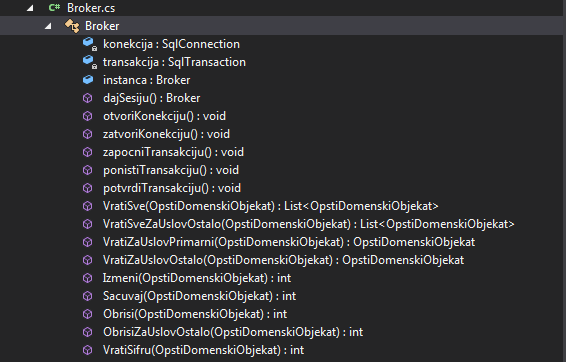 C# Broker.cs
Broker
konekcija : SqlConnection
transakcija : SqlTransaction
instanca : Broker
dajSesiju() : Broker
otvoriKonekciju() : void
zatvoriKonekciju() : void
zapocniTransakciju() : void
ponistiTransakciju() : void
potvrdiTransakciju() : void
VratiSve(OpstiDomenskiObjekat) : List<OpstiDomenskiObjekat>
VratiSveZaUslovOstalo(OpstiDomenskiObjekat) : List<OpstiDomenskiObjekat>
VratiZaUslovPrimarni(OpstiDomenskiObjekat) : OpstiDomenskiObjekat
VratiZaUslovOstalo(OpstiDomenskiObjekat) : OpstiDomenskiObjekat
Izmeni(OpstiDomenskiObjekat) : int
Sacuvaj(OpstiDomenskiObjekat) : int
Obrisi(OpstiDomenskiObjekat) : int
ObrisiZaUslovOstalo(OpstiDomenskiObjekat) : int
VratiSifru(OpstiDomenskiObjekat) : int